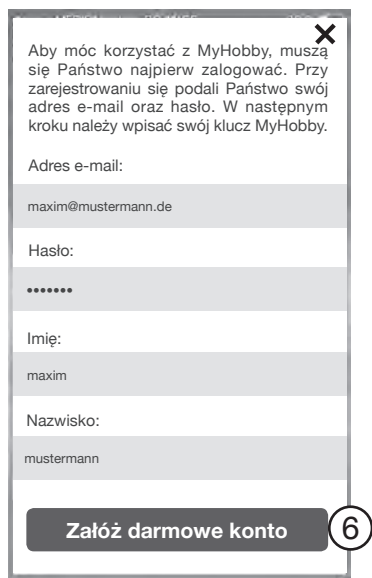 Aby móc korzystać z MyHobby, muszą
się Państwo najpierw zalogować. Przy
zarejestrowaniu się podali Państwo swój
adres e-mail oraz hasło. W następnym
kroku należy wpisać swój klucz MyHobby.
Adres e-mail:
maxim@mustermann.de
Hasło:
•••••••
Imię:
maxim
Nazwisko:
mustermann
Załóż darmowe konto 6